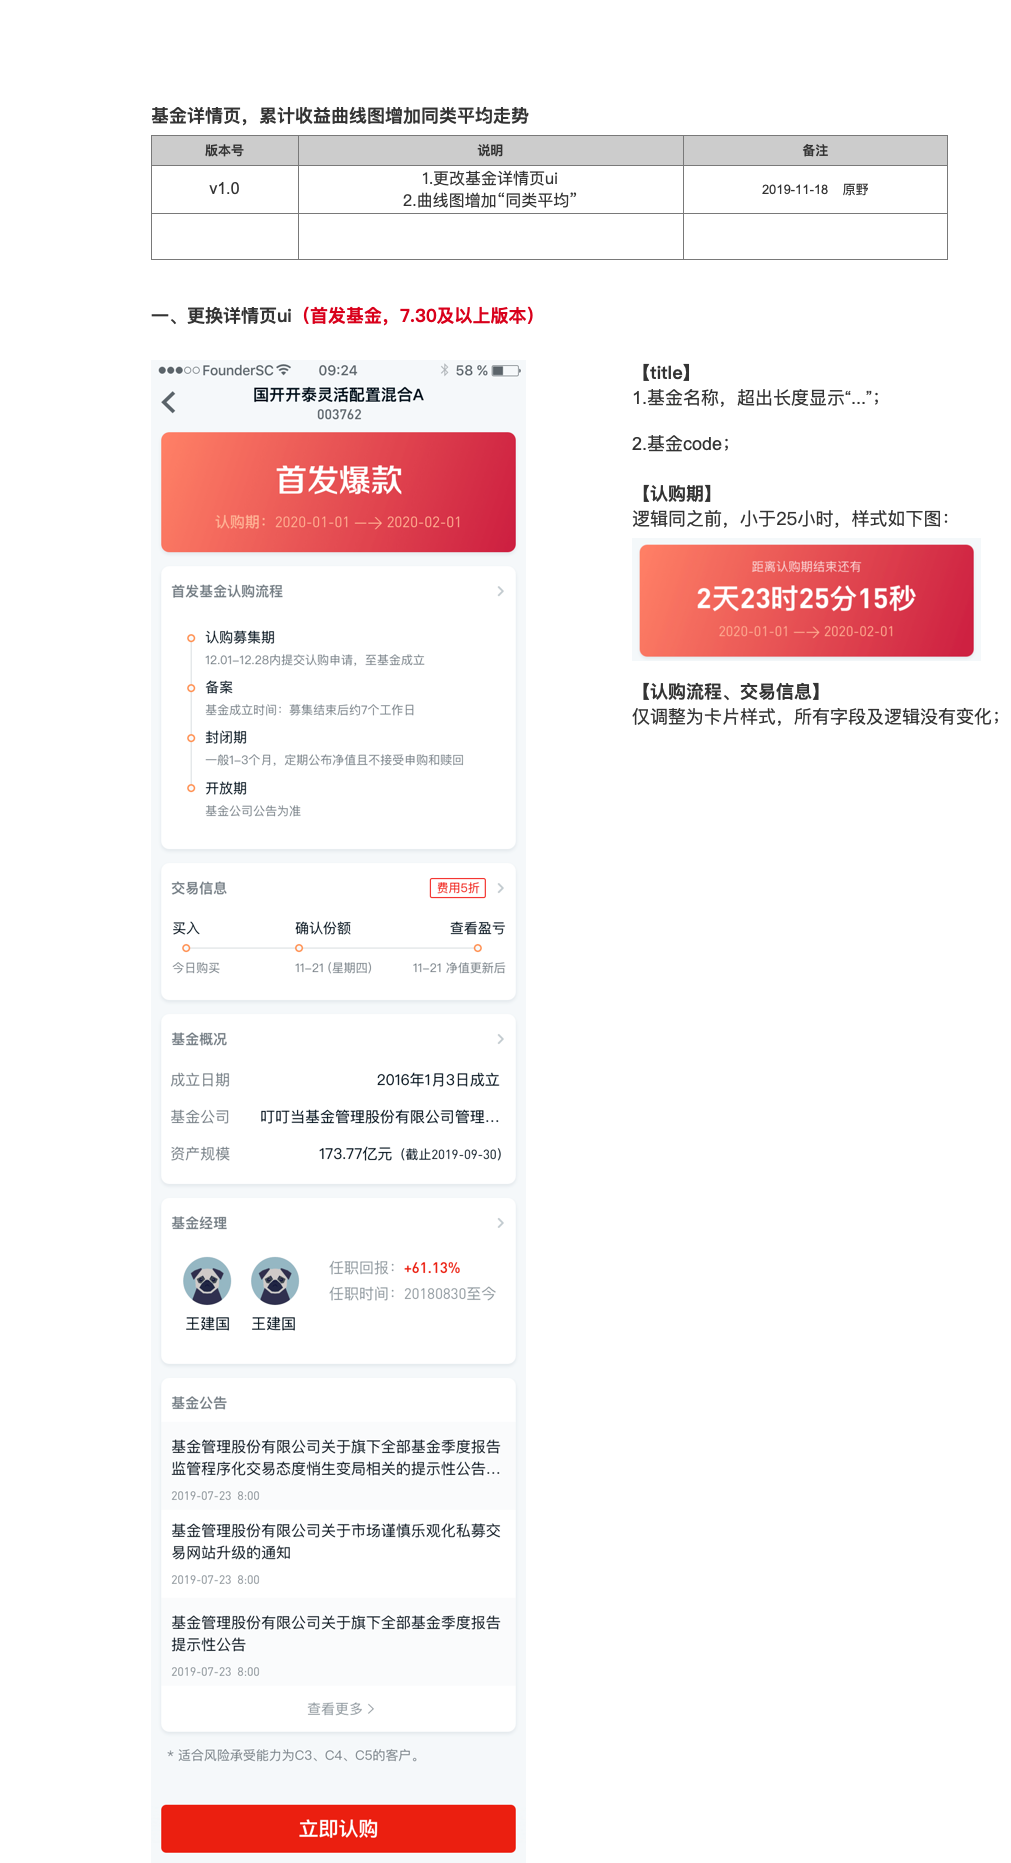 基金详情页，累计收益曲线图增加同类平均走势
版本号 说明 备注
v1.0 1.更改基金详情页ui 2019-11-18 原野
2.曲线图增加“同类平均”
一、更换详情页ui（首发基金，7.30及以上版本）
FounderSC 09:24 58 %
国开开泰灵活配置混合A
003762
首发爆款
认购期：2020-01-01 —> 2020-02-01
首发基金认购流程
认购募集期
12.01-12.28内提交认购申请，至基金成立
备案
基金成立时间：募集结束后约7个工作日
封闭期
一般1-3个月，定期公布净值且不接受申购和赎回
开放期
基金公司公告为准
交易信息 费用5折
买入 确认份额 查看盈亏
今日购买 11-21 (星期四) 11-21 净值更新后
基金概况
成立日期 2016年1月3日成立
基金公司 叮叮当基金管理股份有限公司管理...
资产规模 173.77亿元（截止2019-09-30）
基金经理
任职回报：+61.13%
任职时间：20180830至今
王建国 王建国
基金公告
基金管理股份有限公司关于旗下全部基金季度报告
监管程序化交易态度悄生变局相关的提示性公告...
2019-07-23 8:00
基金管理股份有限公司关于市场谨慎乐观化私募交
易网站升级的通知
2019-07-23 8:00
基金管理股份有限公司关于旗下全部基金季度报告
提示性公告
2019-07-23 8:00
查看更多
* 适合风险承受能力为C3、C4、C5的客户。
立即认购
【title】
1.基金名称，超出长度显示“...”；
2.基金code；
【认购期】
逻辑同之前，小于25小时，样式如下图：
距离认购期结束还有
2天23时25分15秒
2020-01-01 —> 2020-02-01
【认购流程、交易信息】
仅调整为卡片样式，所有字段及逻辑没有变化；